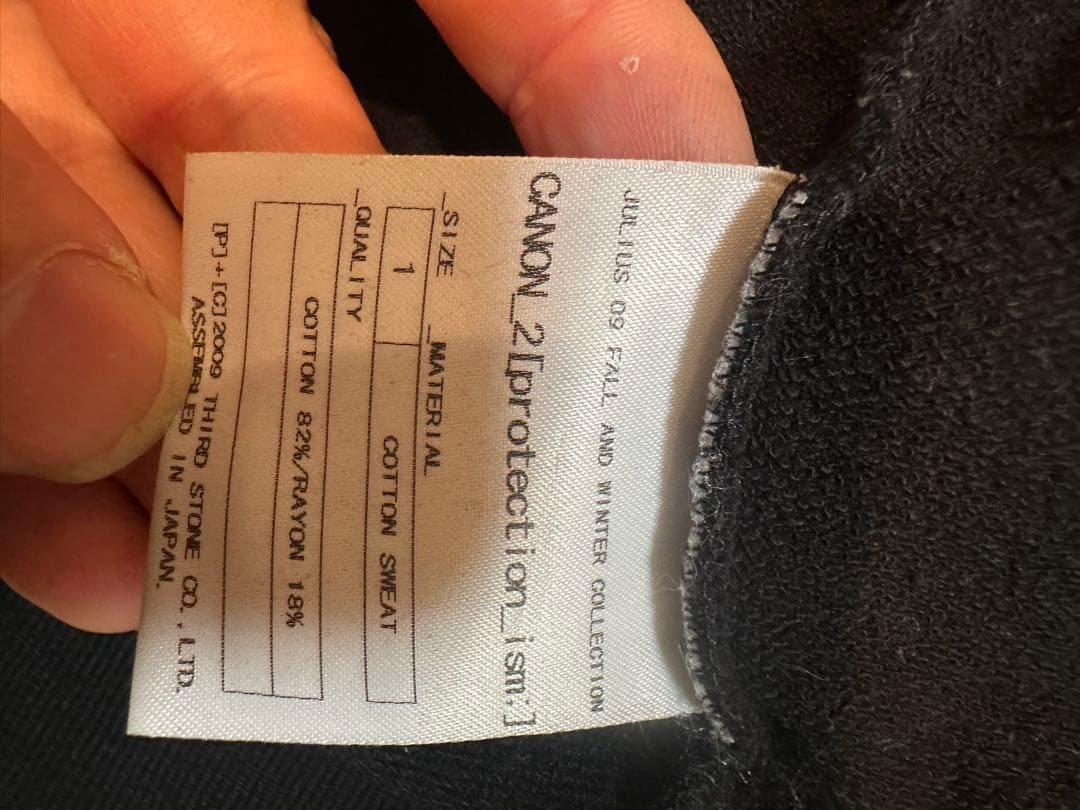 JULIUS 09 FALL AND WINTER COLLECTION
CANON_2[protection_ism:]
_SIZE _MATERIAL
1 COTTON SWEAT
_QUALITY
COTTON 82%/RAYON 18%
[P]+[C]2009 THIRD STONE CO.,LTD.
ASSEMBLED IN JAPAN.